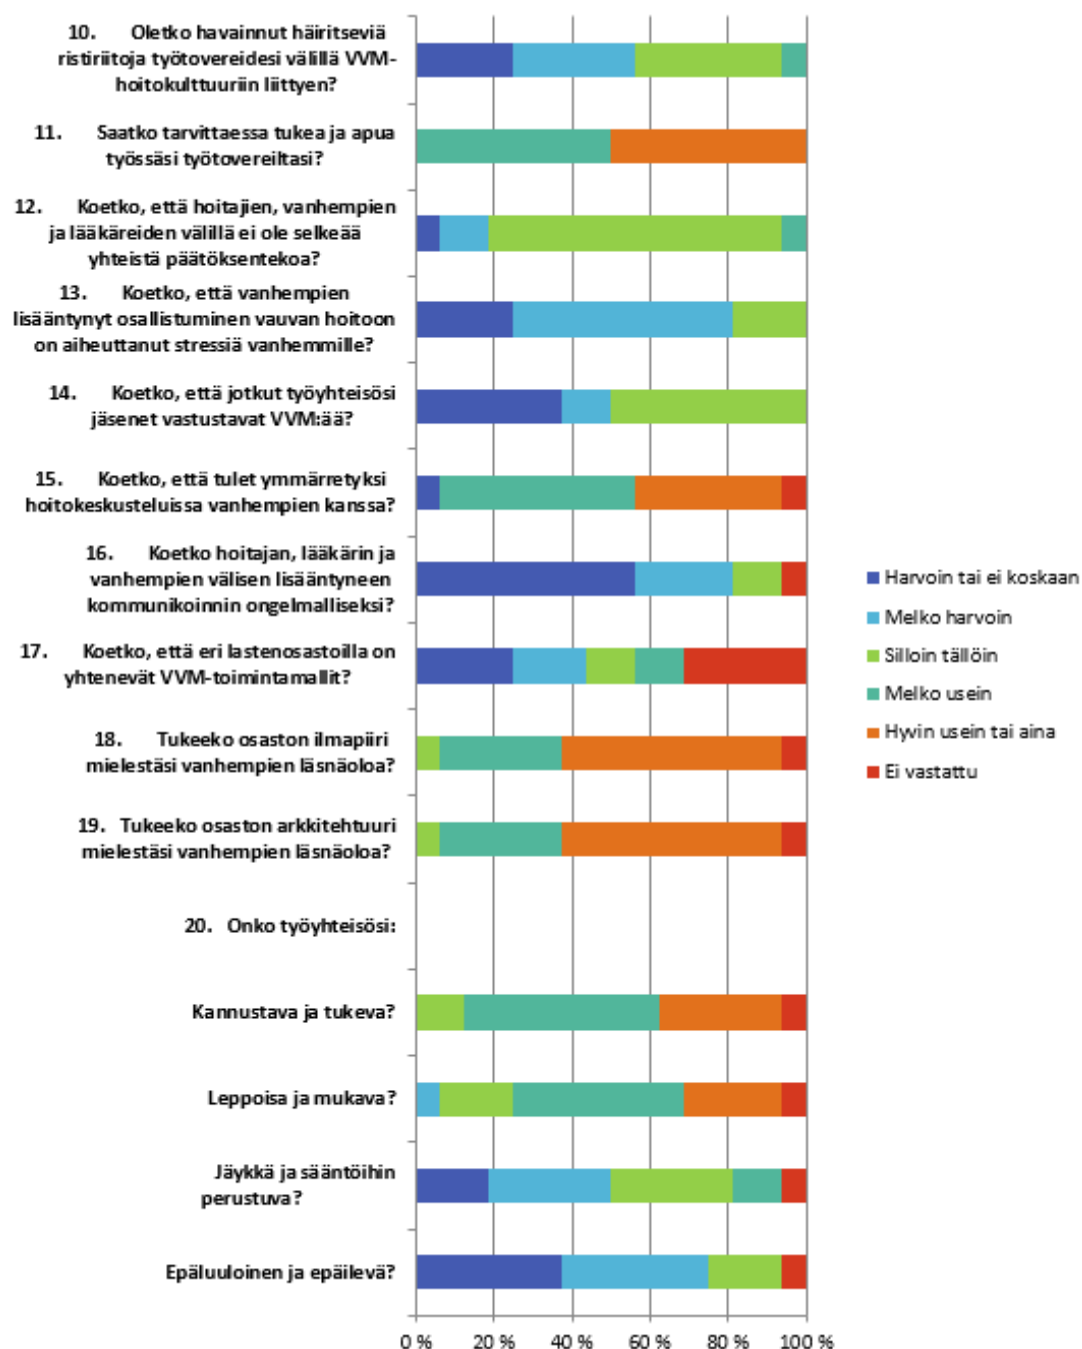 10. Oletko havainnut häiritseviä
ristiriitoja työtovereidesi välillä VVM-
hoitokulttuuriin liittyen?
11. Saatko tarvittaessa tukea ja apua
työssäsi työtovereiltasi?
12. Koetko, että hoitajien, vanhempien
ja lääkäreiden välillä ei ole selkeää
yhteistä päätöksentekoa?
13. Koetko, että vanhempien
lisääntynyt osallistuminen vauvan hoitoon
on aiheuttanut stressiä vanhemmille?
14. Koetko, että jotkut työyhteisösi
jäsenet vastustavat VVM:ää?
15. Koetko, että tulet ymmärretyksi
hoitokeskusteluissa vanhempien kanssa?
16. Koetko hoitajan, lääkärin ja
vanhempien välisen lisääntyneen
kommunikoinnin ongelmalliseksi?
17. Koetko, että eri lastenosastoilla on
yhtenevät VVM-toimintamallit?
18. Tukeeko osaston ilmapiiri
mielestäsi vanhempien läsnäoloa?
19. Tukeeko osaston arkkitehtuuri
mielestäsi vanhempien läsnäoloa?
20. Onko työyhteisösi:
Kannustava ja tukeva?
Leppoisa ja mukava?
Jäykkä ja sääntöihin
perustuva?
Epäluuloinen ja epäilevä?
0 % 20 % 40 % 60 % 80 % 100 %
Harvoin tai ei koskaan
Melko harvoin
Silloin tällöin
Melko usein
Hyvin usein tai aina
Ei vastattu